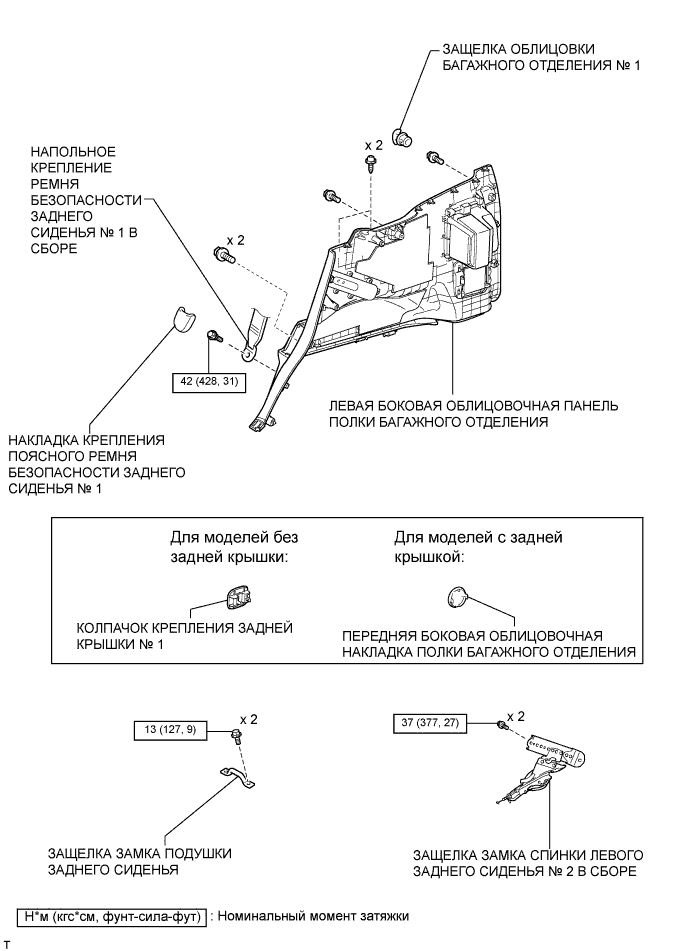 ЗАЩЕЛКА ОБЛИЦОВКИ
БАГАЖНОГО ОТДЕЛЕНИЯ № 1
x 2
НАПОЛЬНОЕ
КРЕПЛЕНИЕ
РЕМНЯ
БЕЗОПАСНОСТИ
ЗАДНЕГО
СИДЕНЬЯ № 1 В
СБОРЕ
x 2
42 (428, 31)
ЛЕВАЯ БОКОВАЯ ОБЛИЦОВОЧНАЯ ПАНЕЛЬ
ПОЛКИ БАГАЖНОГО ОТДЕЛЕНИЯ
НАКЛАДКА КРЕПЛЕНИЯ
ПОЯСНОГО РЕМНЯ
БЕЗОПАСНОСТИ ЗАДНЕГО
СИДЕНЬЯ № 1
Для моделей без
задней крышки:
КОЛПАЧОК КРЕПЛЕНИЯ ЗАДНЕЙ
КРЫШКИ № 1
Для моделей с задней
крышкой:
ПЕРЕДНЯЯ БОКОВАЯ ОБЛИЦОВОЧНАЯ
НАКЛАДКА ПОЛКИ БАГАЖНОГО ОТДЕЛЕНИЯ
13 (127, 9)
x 2
ЗАЩЕЛКА ЗАМКА ПОДУШКИ
ЗАДНЕГО СИДЕНЬЯ
37 (377, 27)
x 2
ЗАЩЕЛКА ЗАМКА СПИНКИ ЛЕВОГО
ЗАДНЕГО СИДЕНЬЯ № 2 В СБОРЕ
Н*м (кгс*см, фунт-сила-фут) : Номинальный момент затяжки
T